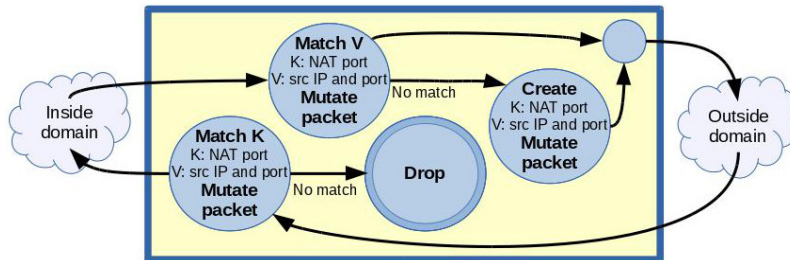 Match V
K: NAT port
V: src IP and port
Mutate
packet
No match
Create
K: NAT port
V: src IP and port
Mutate
packet
Inside
domain
Outside
domain
Match K
K: NAT port
V: src IP and port
Mutate
packet
No match
Drop